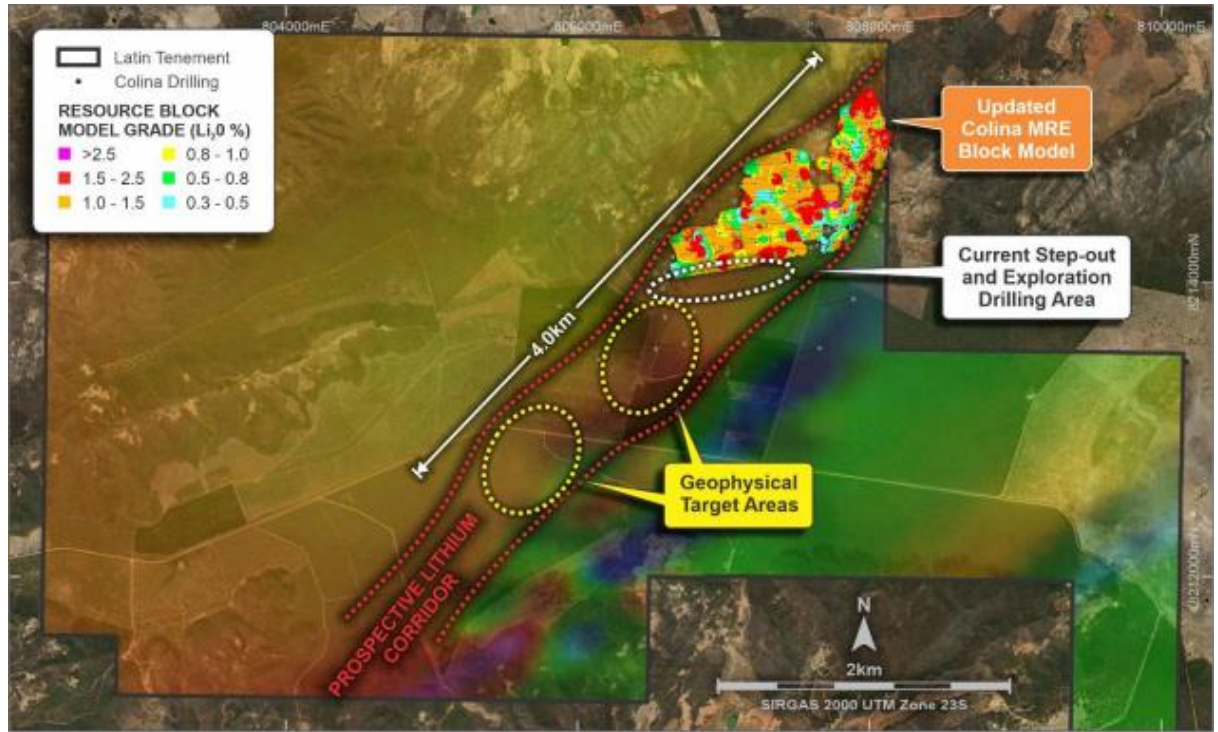 804000mE
806000mE
808000mE
810000mE
Latin Tenement
Colina Drilling
RESOURCE BLOCK
MODEL GRADE (Li₂0 %)
>2.5
0.8 - 1.0
1.5 - 2.5
0.5 - 0.8
1.0 - 1.5
0.3 - 0.5
Updated
Colina MRE
Block Model
Current Step-out
and Exploration
Drilling Area
8214000mN
4.0km
Geophysical
Target Areas
8212000mN
PROSPECTIVE LITHIUM
CORRIDOR
N
2km
SIRGAS 2000 UTM Zone 23S